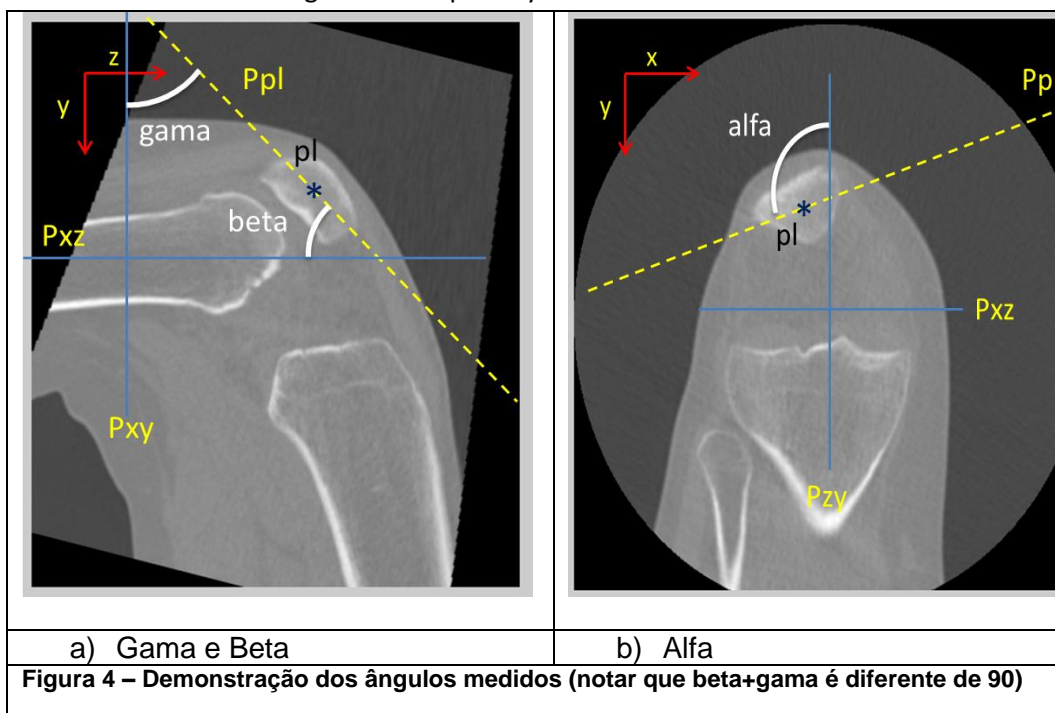 z
y
Ppl
gama
pl
*
beta
Pxz
Pxy
x
y
Pp
alfa
*
pl
Pxz
Pzy
a) Gama e Beta
b) Alfa
Figura 4 – Demonstração dos ângulos medidos (notar que beta+gama é diferente de 90)